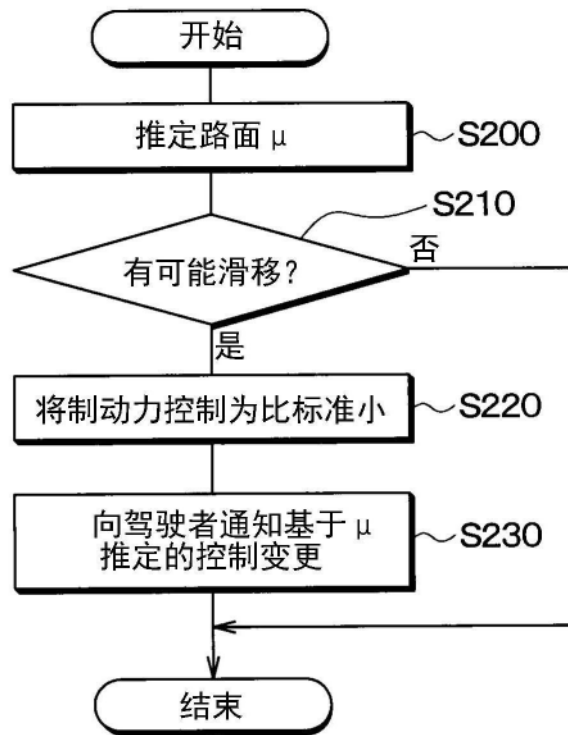 开始
推定路面 μ
S200
S210
有可能滑移?
否
是
将制动力控制为比标准小
S220
向驾驶者通知基于 μ
推定的控制变更
S230
结束